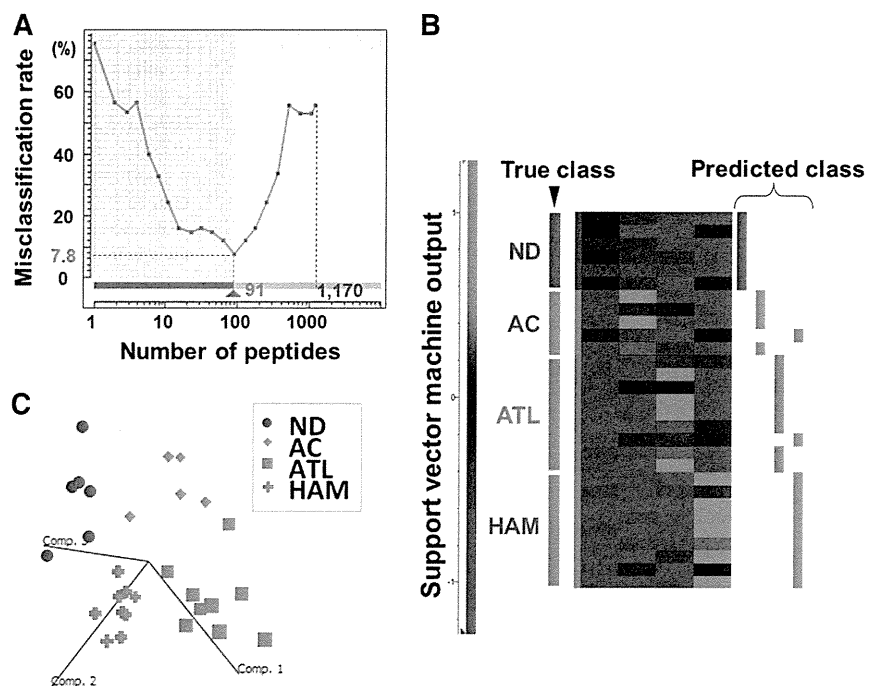 A
Misclassification rate
(%)
60
40
20
7.8
0
91
1,170
1 10 100 1000
Number of peptides
B
Support vector machine output
1
0
-1
True class
Predicted class
ND
AC
ATL
HAM
C
ND
AC
ATL
HAM
Comp. 3
Comp. 1
Comp. 2